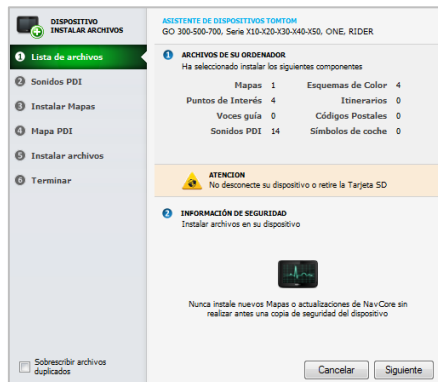 DISPOSITIVO
INSTALAR ARCHIVOS
1 Lista de archivos
2 Sonidos PDI
3 Instalar Mapas
4 Mapa PDI
5 Instalar archivos
6 Terminar
Sobrescribir archivos
duplicados
ASISTENTE DE DISPOSITIVOS TOMTOM
GO 300-500-700, Serie X10-X20-X30-X40-X50, ONE, RIDER
1 ARCHIVOS DE SU ORDENADOR
Ha seleccionado instalar los siguientes componentes
Mapas 1 Esquemas de Color 4
Puntos de Interés 4 Itinerarios 0
Voces guía 0 Códigos Postales 0
Sonidos PDI 14 Símbolos de coche 0
ATENCION
No desconecte su dispositivo o retire la Tarjeta SD
2 INFORMACIÓN DE SEGURIDAD
Instalar archivos en su dispositivo
Nunca instale nuevos Mapas o actualizaciones de NavCore sin
realizar antes una copia de seguridad del dispositivo
Cancelar Siguiente